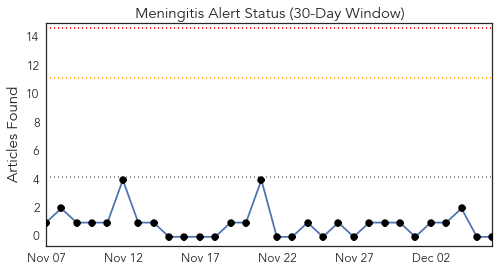 Meningitis Alert Status (30-Day Window)
Articles Found
14
12
10
8
6
4
2
0
Nov 07
Nov 12
Nov 17
Nov 22
Nov 27
Dec 02